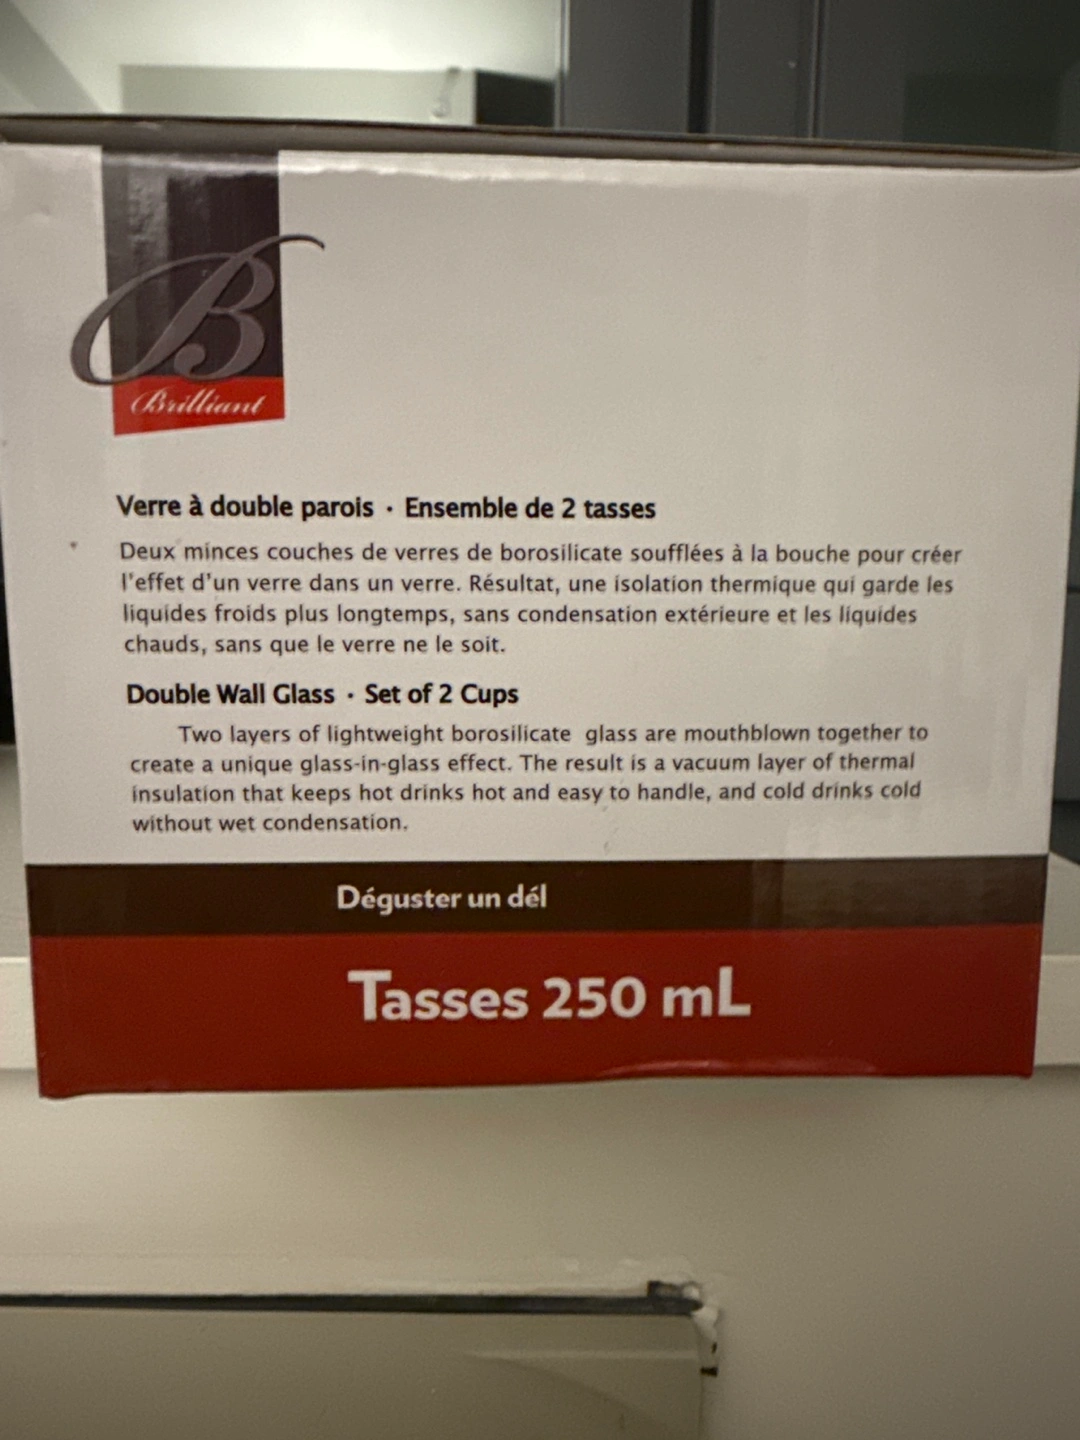 B
Brilliant
Verre à double parois · Ensemble de 2 tasses
Deux minces couches de verres de borosilicate soufflées à la bouche pour créer
l'effet d'un verre dans un verre. Résultat, une isolation thermique qui garde les
liquides froids plus longtemps, sans condensation extérieure et les liquides
chauds, sans que le verre ne le soit.
Double Wall Glass · Set of 2 Cups
Two layers of lightweight borosilicate glass are mouthblown together to
create a unique glass-in-glass effect. The result is a vacuum layer of thermal
insulation that keeps hot drinks hot and easy to handle, and cold drinks cold
without wet condensation.
Déguster un dél
Tasses 250 mL